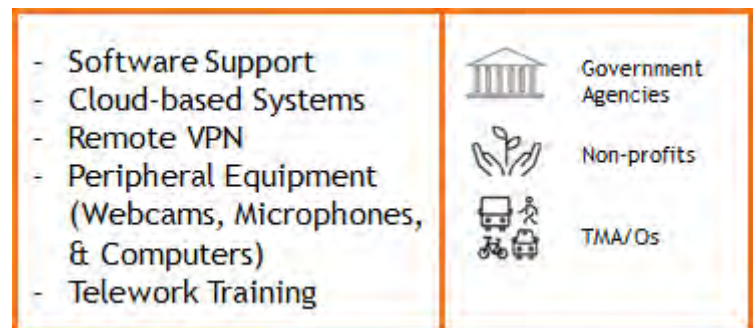 - Software Support
- Cloud-based Systems
- Remote VPN
- Peripheral Equipment
(Webcams, Microphones,
& Computers)
- Telework Training
Government
Agencies
Non-profits
TMA/Os